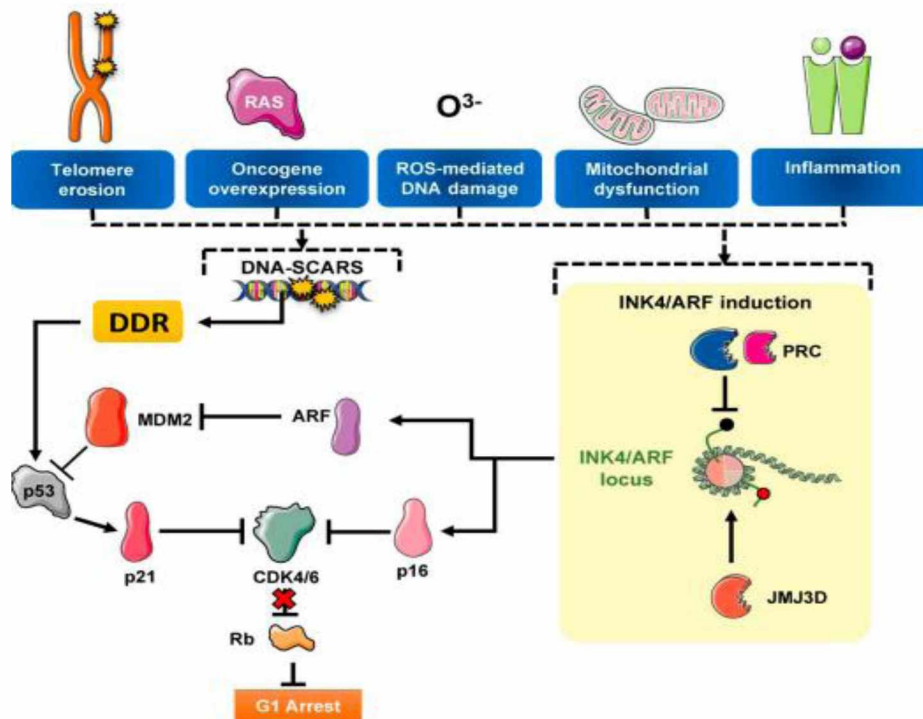 RAS
O3-
Telomere
erosion
Oncogene
overexpression
ROS-mediated
DNA damage
Mitochondrial
dysfunction
Inflammation
DNA-SCARS
DDR
INK4/ARF induction
PRC
MDM2
ARF
INK4/ARF
locus
p53
p21
CDK4/6
p16
JMJ3D
Rb
G1 Arrest